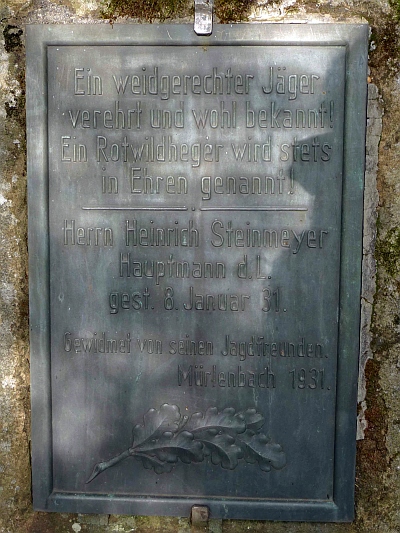 Ein weidgerechter Jäger
verehrt und wohl bekannt!
Ein Rotwildheger wird stets
in Ehren genannt!
Herrn Heinrich Steinmeyer
Hauptmann d.L.
gest. 8. Januar 31.
Gewidmet von seinen Jagdfreunden.
Mürlenbach 1931.